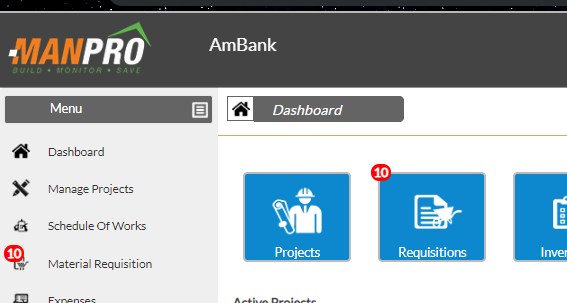 MANPRO
BUILD • MONITOR • SAVE
AmBank
Menu
Dashboard
Dashboard
Manage Projects
Schedule Of Works
10
Material Requisition
Expenses
Projects
10
Requisitions
Inven
Active Projects